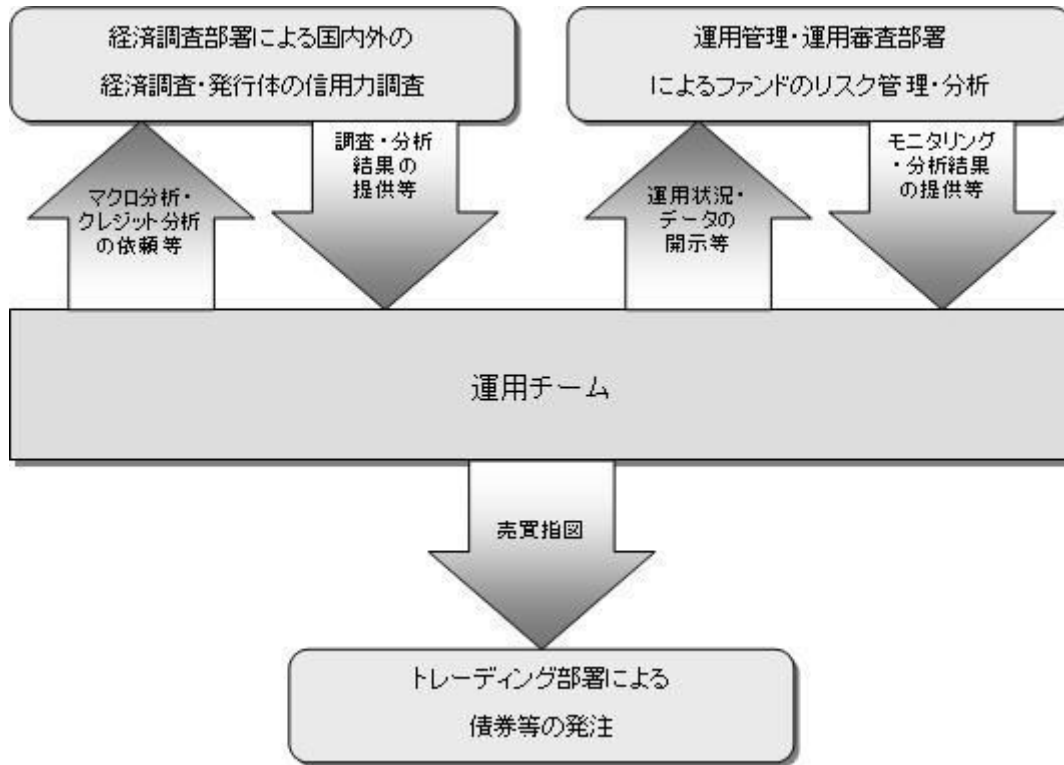 経済調査部署による国内外の
経済調査・発行体の信用力調査
運用管理・運用審査部署
によるファンドのリスク管理・分析
マクロ分析・
クレジット分析
の依頼等
調査・分析
結果の
提供等
運用状況・
データの
開示等
モニタリング
・分析結果
の提供等
運用チーム
売買指図
トレーディング部署による
債券等の発注